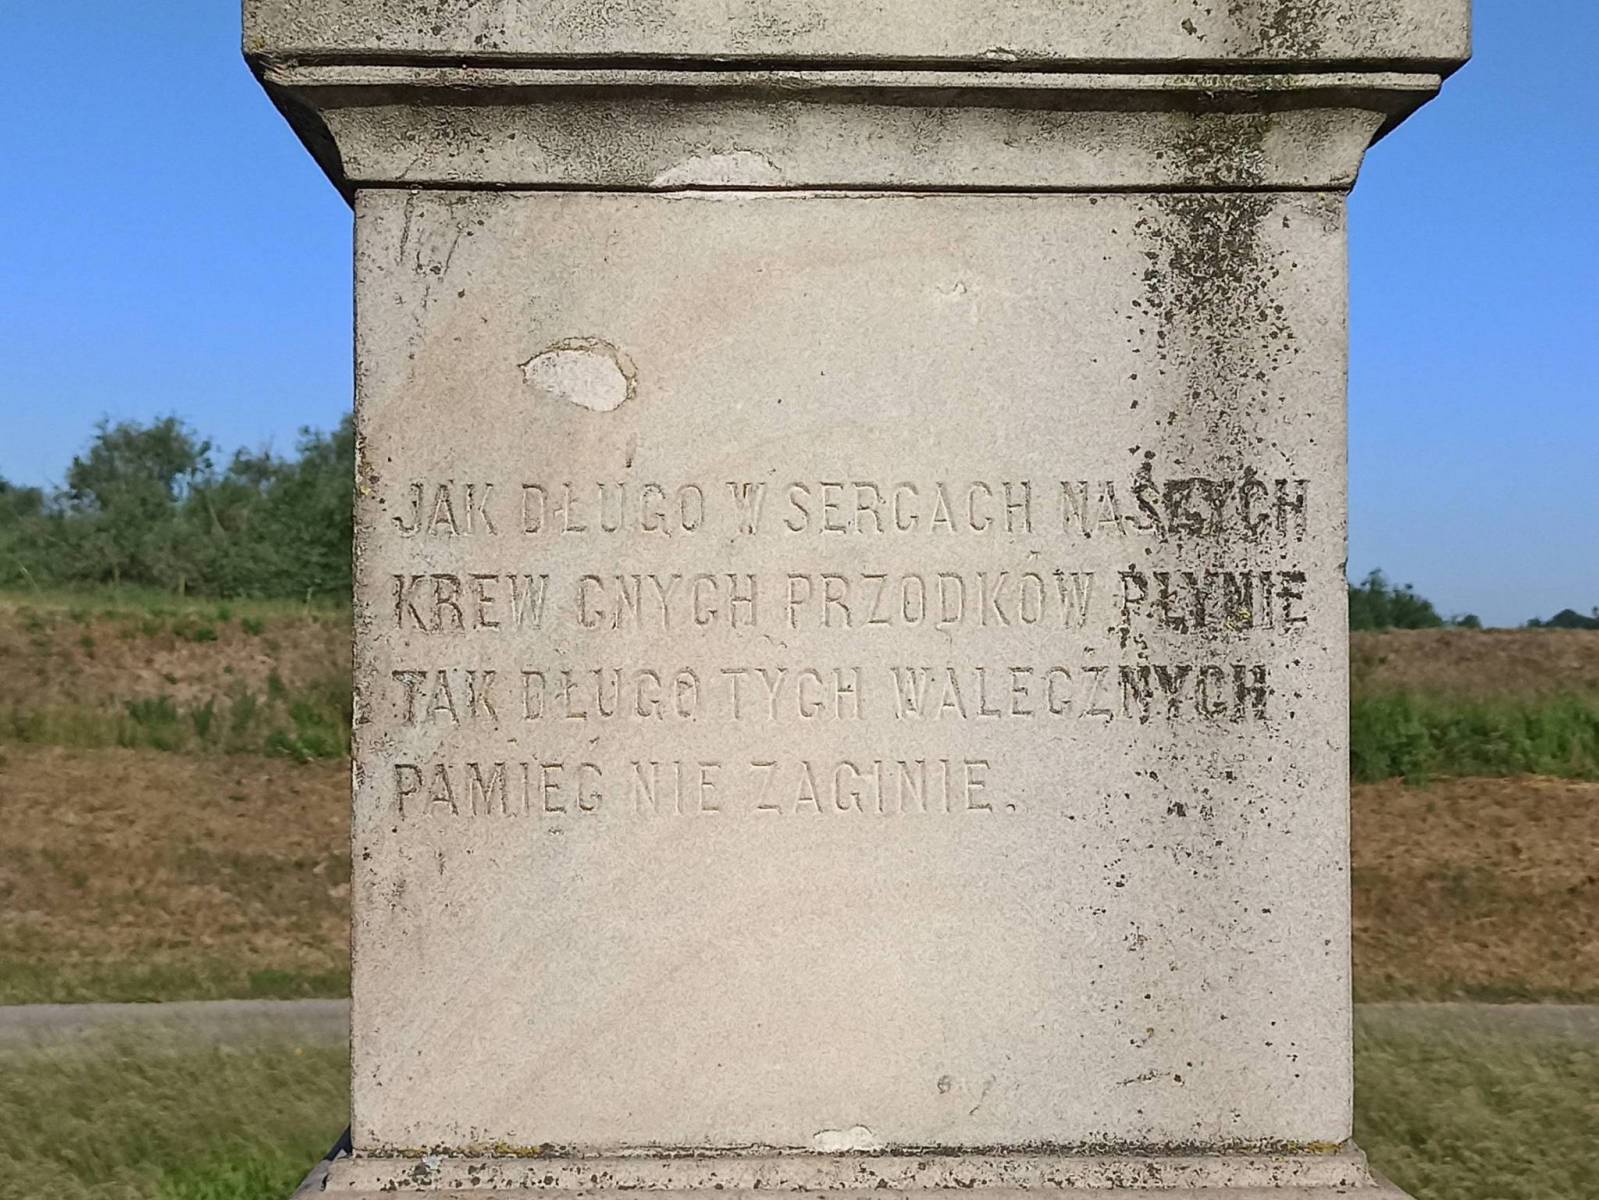 JAK DŁUGO W SERCACH NASZYCH
KREW CNYCH PRZODKÓW PŁYNIE
TAK DŁUGO TYCH WALECZNYCH
PAMIĘĆ NIE ZAGINIE.